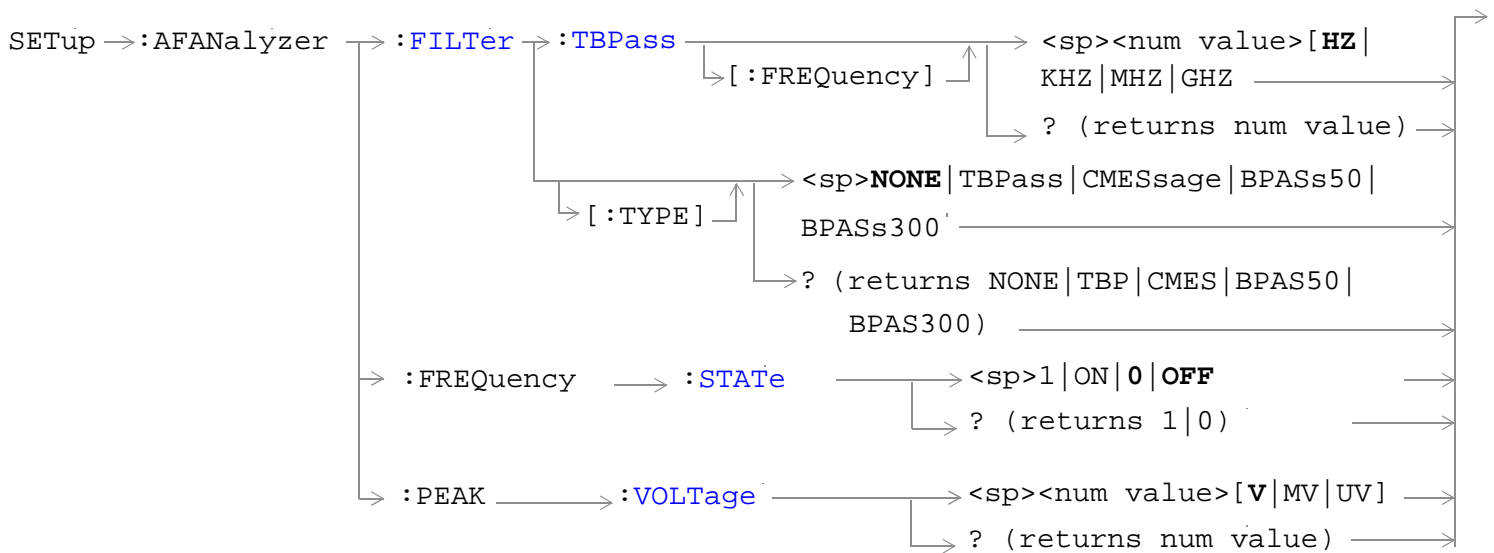 SETup :AFANalyzer :FILTer :TBPass <sp><num value>[HZ|
[:FREQuency] KHZ|MHZ|GHZ
? (returns num value)
<sp>NONE|TBPass|CMESsage|BPASs50|
[:TYPE] BPASs300
? (returns NONE|TBP|CMES|BPAS50|
BPAS300)
:FREQuency :STATe <sp>1|ON|0|OFF
? (returns 1|0)
:PEAK :VOLTage <sp><num value>[V|MV|UV]
? (returns num value)